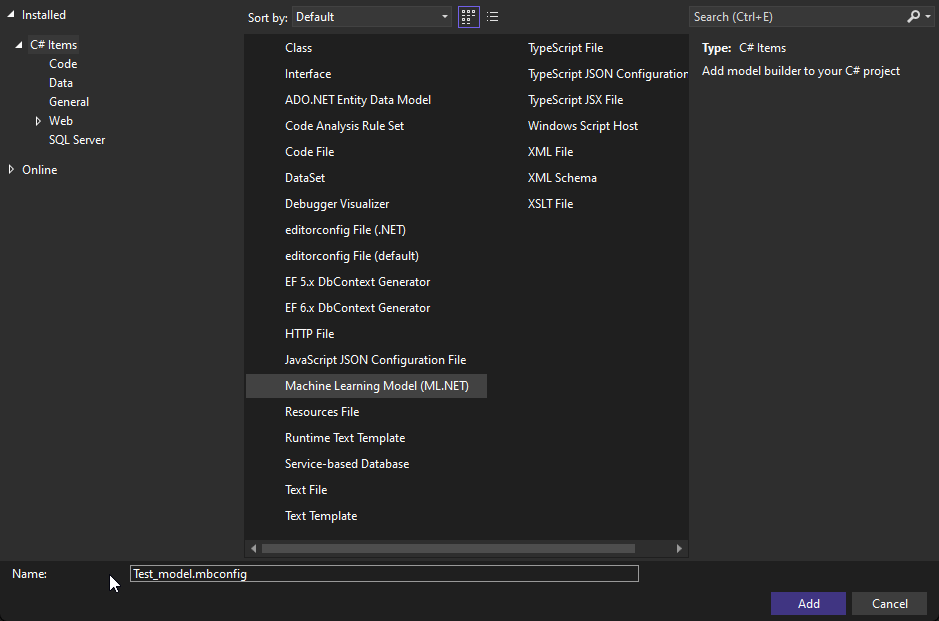 Installed
C# Items
Code
Data
General
Web
SQL Server
Online
Sort by: Default
Class
Interface
ADO.NET Entity Data Model
Code Analysis Rule Set
Code File
DataSet
Debugger Visualizer
editorconfig File (.NET)
editorconfig File (default)
EF 5.x DbContext Generator
EF 6.x DbContext Generator
HTTP File
JavaScript JSON Configuration File
Machine Learning Model (ML.NET)
Resources File
Runtime Text Template
Service-based Database
Text File
Text Template
TypeScript File
TypeScript JSON Configuration
TypeScript JSX File
Windows Script Host
XML File
XML Schema
XSLT File
Search (Ctrl+E)
Type: C# Items
Add model builder to your C# project
Name: Test_model.mbconfig
Add Cancel